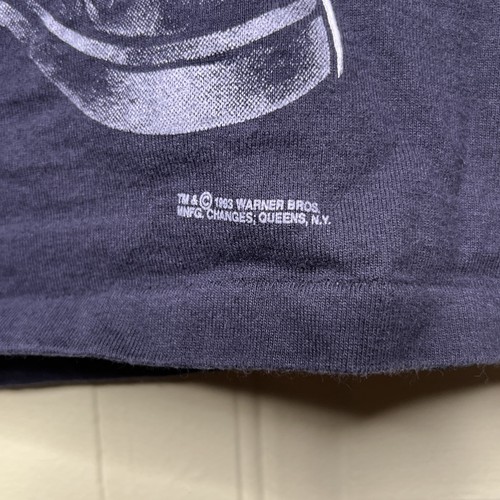 TM & © 1993 WARNER BROS.
MNFG. CHANGES; QUEENS, N.Y.